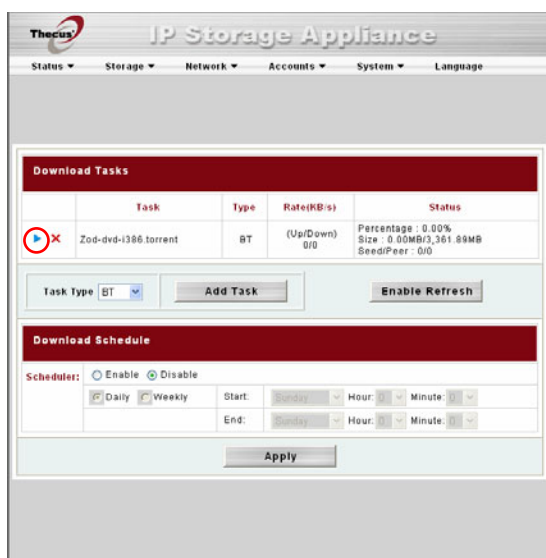 Thecus
IP Storage Appliance
Status Storage Network Accounts System Language
Download Tasks
Task Type Rate(KB/s) Status
Zod-dvd-i386.torrent BT (Up/Down) 0/0 Percentage : 0.00%
Size : 0.00MB/3,361.89MB
Seed/Peer : 0/0
Task Type BT Add Task Enable Refresh
Download Schedule
Scheduler: Enable Disable
Daily Weekly Start: Sunday Hour: 0 Minute: 0
End: Sunday Hour: 0 Minute: 0
Apply